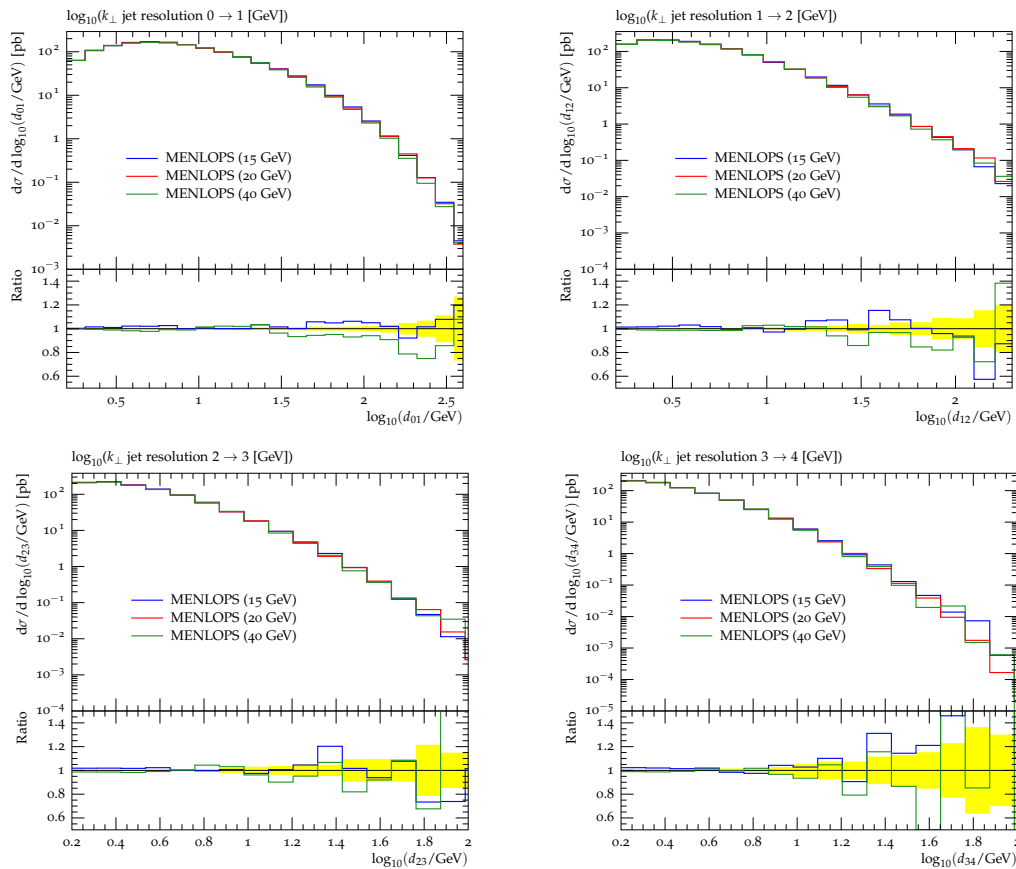 log₁₀(k⊥ jet resolution 0 → 1 [GeV])
dσ/d log₁₀(d₀₁/GeV) [pb]
10²
10¹
1
10⁻¹
10⁻²
10⁻³
MENLOPS (15 GeV)
MENLOPS (20 GeV)
MENLOPS (40 GeV)
Ratio
1.4
1.2
1
0.8
0.6
0.5 1 1.5 2 2.5
log₁₀(d₀₁/GeV)
log₁₀(k⊥ jet resolution 1 → 2 [GeV])
dσ/d log₁₀(d₁₂/GeV) [pb]
10²
10¹
1
10⁻¹
10⁻²
10⁻³
10⁻⁴
MENLOPS (15 GeV)
MENLOPS (20 GeV)
MENLOPS (40 GeV)
Ratio
1.4
1.2
1
0.8
0.6
0.5 1 1.5 2
log₁₀(d₁₂/GeV)
log₁₀(k⊥ jet resolution 2 → 3 [GeV])
dσ/d log₁₀(d₂₃/GeV) [pb]
10²
10¹
1
10⁻¹
10⁻²
10⁻³
10⁻⁴
MENLOPS (15 GeV)
MENLOPS (20 GeV)
MENLOPS (40 GeV)
Ratio
1.4
1.2
1
0.8
0.6
0.2 0.4 0.6 0.8 1 1.2 1.4 1.6 1.8 2
log₁₀(d₂₃/GeV)
log₁₀(k⊥ jet resolution 3 → 4 [GeV])
dσ/d log₁₀(d₃₄/GeV) [pb]
10²
10¹
1
10⁻¹
10⁻²
10⁻³
10⁻⁴
10⁻⁵
MENLOPS (15 GeV)
MENLOPS (20 GeV)
MENLOPS (40 GeV)
Ratio
1.4
1.2
1
0.8
0.6
0.2 0.4 0.6 0.8 1 1.2 1.4 1.6 1.8 2
log₁₀(d₃₄/GeV)